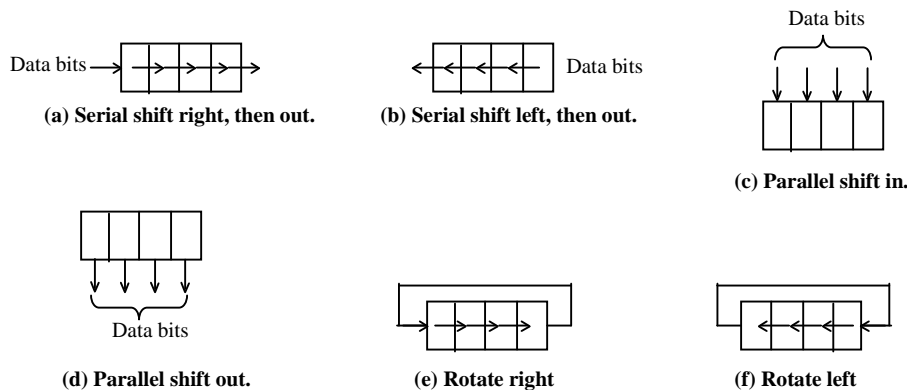 Data bits
(a) Serial shift right, then out.
Data bits
(b) Serial shift left, then out.
Data bits
(c) Parallel shift in.
Data bits
(d) Parallel shift out.
(e) Rotate right
(f) Rotate left